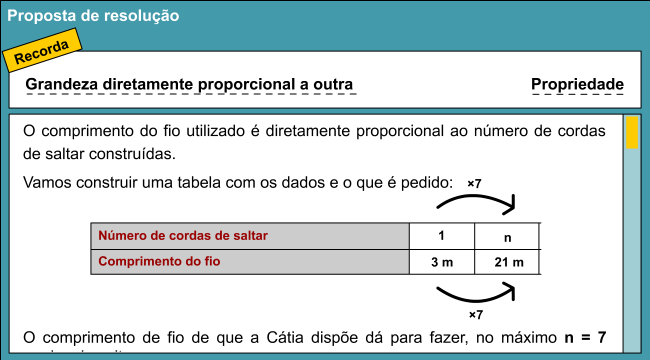 Proposta de resolução
Recorda
Grandeza diretamente proporcional a outra Propriedade
O comprimento do fio utilizado é diretamente proporcional ao número de cordas
de saltar construídas.
Vamos construir uma tabela com os dados e o que é pedido: ×7
Número de cordas de saltar 1 n
Comprimento do fio 3 m 21 m
×7
O comprimento de fio de que a Cátia dispõe dá para fazer, no máximo n = 7